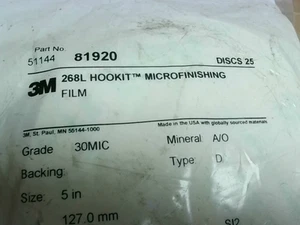 Part No.
51144 81920 DISCS 25
3M 268L HOOKIT™ MICROFINISHING
FILM
3M, St. Paul, MN 55144-1000 Made in the USA with globally sourced materials
Grade 30MIC Mineral A/O
Backing: Type: D
Size: 5 in
127.0 mm